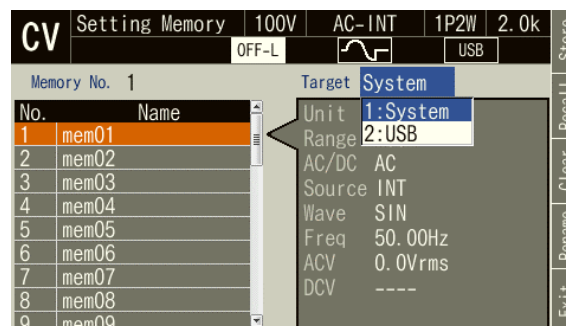 CV Setting Memory 100V AC-INT 1P2W 2.0k
OFF-L USB
Memory No. 1 Target System
No. Name
1 mem01
2 mem02
3 mem03
4 mem04
5 mem05
6 mem06
7 mem07
8 mem08
9 mem09
1:System
2:USB
Unit
Range
AC/DC AC
Source INT
Wave SIN
Freq 50.00Hz
ACV 0.0Vrms
DCV ----
Store
Recall
Clear
Rename
Exit